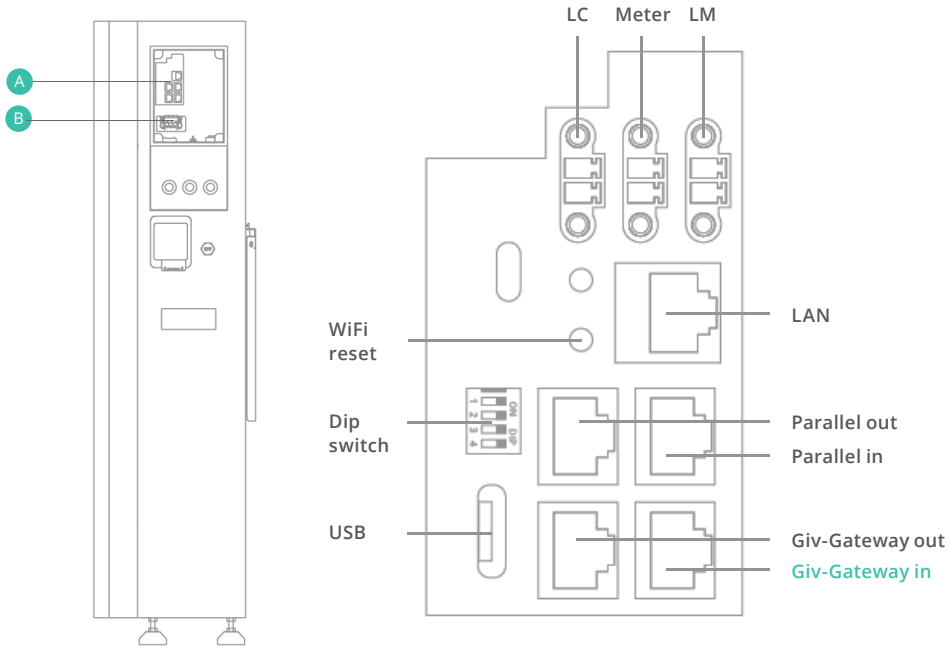 LC Meter LM
A
B
LAN
WiFi
reset
ON DIP
1 2 3 4
Dip
switch
Parallel out
Parallel in
USB
Giv-Gateway out
Giv-Gateway in